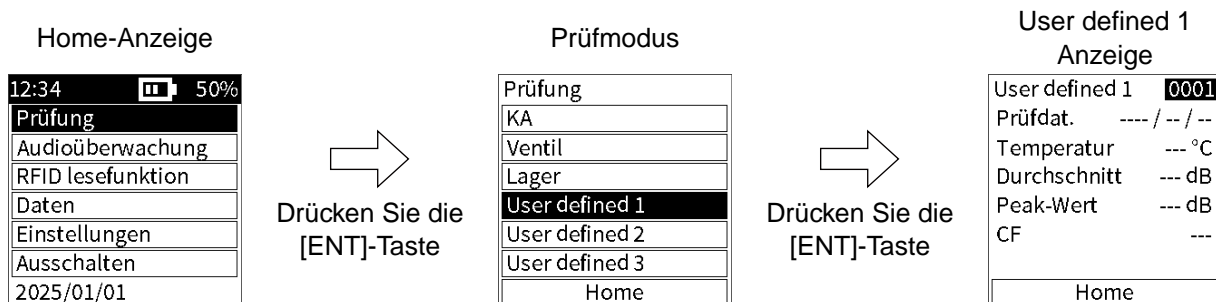 Home-Anzeige
12:34 50%
Prüfung
Audioüberwachung
RFID lesefunktion
Daten
Einstellungen
Ausschalten
2025/01/01
Drücken Sie die
[ENT]-Taste
Prüfmodus
Prüfung
KA
Ventil
Lager
User defined 1
User defined 2
User defined 3
Home
Drücken Sie die
[ENT]-Taste
User defined 1
Anzeige
User defined 1 0001
Prüfdat. ---- / -- / --
Temperatur --- °C
Durchschnitt --- dB
Peak-Wert --- dB
CF ---
Home